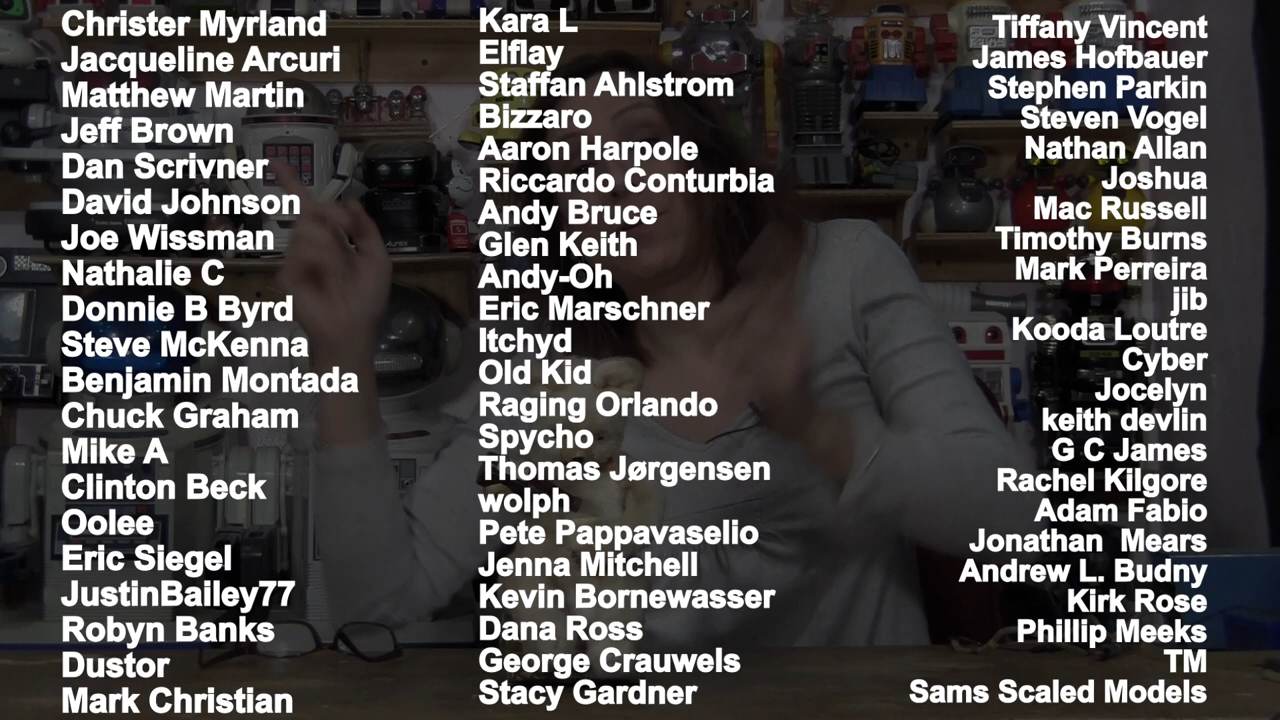 Christer Myrland
Jacqueline Arcuri
Matthew Martin
Jeff Brown
Dan Scrivner
David Johnson
Joe Wissman
Nathalie C
Donnie B Byrd
Steve McKenna
Benjamin Montada
Chuck Graham
Mike A
Clinton Beck
Oolee
Eric Siegel
JustinBailey77
Robyn Banks
Dustor
Mark Christian
Kara L
Elflay
Staffan Ahlstrom
Bizzaro
Aaron Harpole
Riccardo Conturbia
Andy Bruce
Glen Keith
Andy-Oh
Eric Marschner
Itchyd
Old Kid
Raging Orlando
Spycho
Thomas Jørgensen
wolph
Pete Pappavaselio
Jenna Mitchell
Kevin Bornewasser
Dana Ross
George Crauwels
Stacy Gardner
Tiffany Vincent
James Hofbauer
Stephen Parkin
Steven Vogel
Nathan Allan
Joshua
Mac Russell
Timothy Burns
Mark Perreira
jib
Kooda Loutre
Cyber
Jocelyn
keith devlin
G C James
Rachel Kilgore
Adam Fabio
Jonathan  Mears
Andrew L. Budny
Kirk Rose
Phillip Meeks
TM
Sams Scaled Models